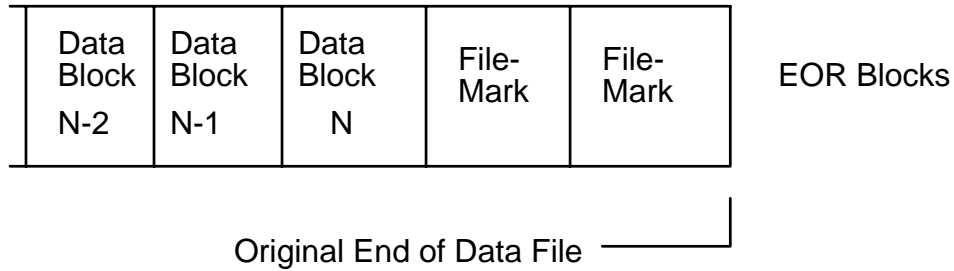 Data Block N-2
Data Block N-1
Data Block N
File-Mark
File-Mark
EOR Blocks
Original End of Data File